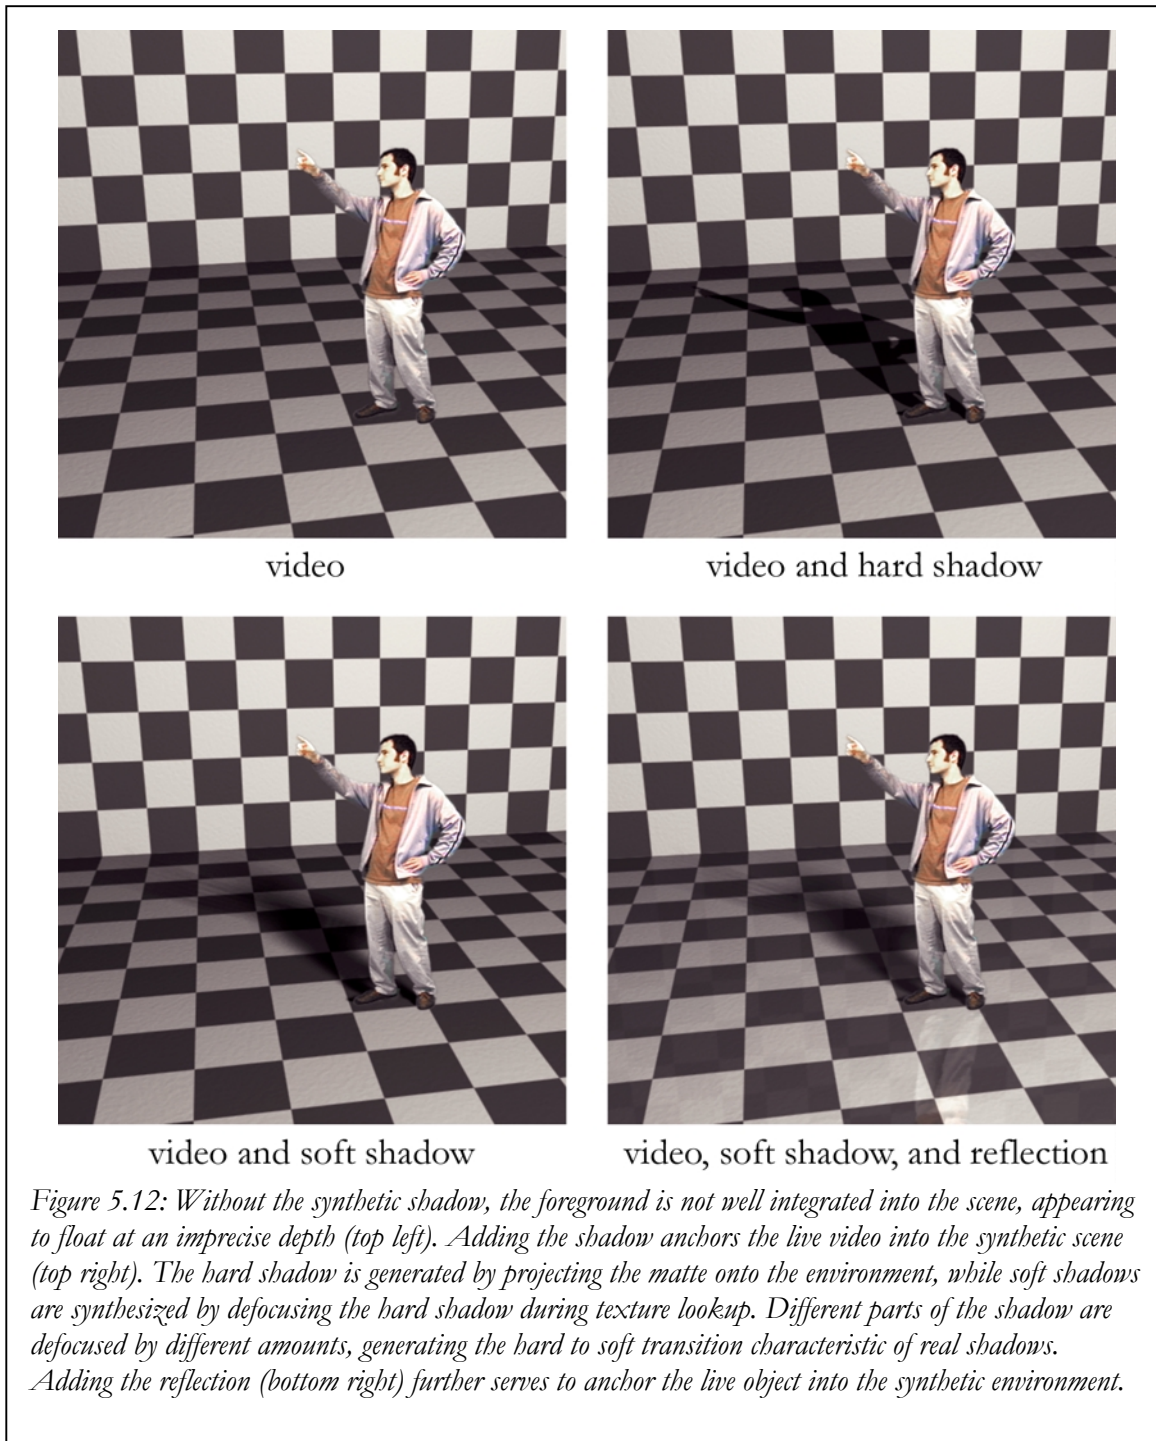 video
video and hard shadow
video and soft shadow
video, soft shadow, and reflection
Figure 5.12: Without the synthetic shadow, the foreground is not well integrated into the scene, appearing
to float at an imprecise depth (top left). Adding the shadow anchors the live video into the synthetic scene
(top right). The hard shadow is generated by projecting the matte onto the environment, while soft shadows
are synthesized by defocusing the hard shadow during texture lookup. Different parts of the shadow are
defocused by different amounts, generating the hard to soft transition characteristic of real shadows.
Adding the reflection (bottom right) further serves to anchor the live object into the synthetic environment.